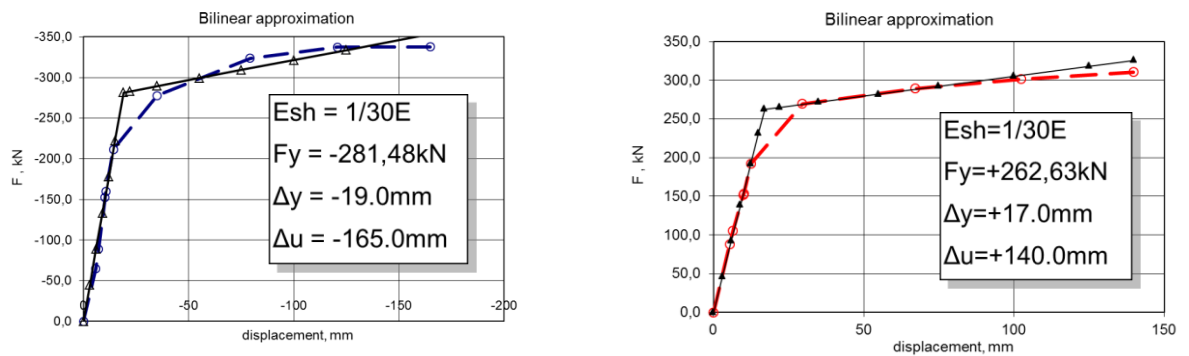 Bilinear approximation
-350,0
-300,0
-250,0
-200,0
-150,0
-100,0
-50,0
0,0
F , kN
0
-50
-100
-150
-200
displacement, mm
Esh = 1/30E
Fy = -281,48kN
Δy = -19.0mm
Δu = -165.0mm
Bilinear approximation
350,0
300,0
250,0
200,0
150,0
100,0
50,0
0,0
F , kN
0
50
100
150
displacement, mm
Esh=1/30E
Fy=+262,63kN
Δy=+17.0mm
Δu=+140.0mm